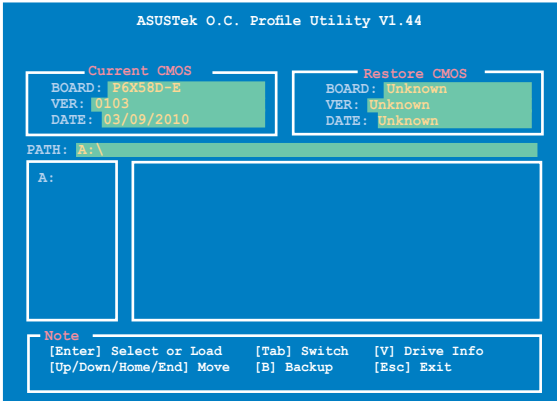 ASUSTek O.C. Profile Utility V1.44
Current CMOS
BOARD: P6X58D-E
VER: 0103
DATE: 03/09/2010
Restore CMOS
BOARD: Unknown
VER: Unknown
DATE: Unknown
PATH: A:\
A:
Note
[Enter] Select or Load [Tab] Switch [V] Drive Info
[Up/Down/Home/End] Move [B] Backup [Esc] Exit